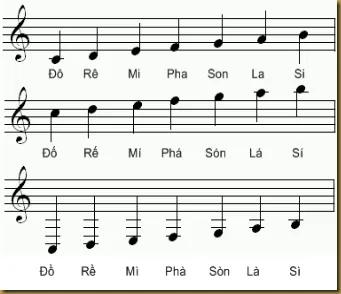 Đô Rê Mi Pha Son La Si
Đố Rế Mí Phá Són Lá Sí
Đồ Rề Mì Phà Sòn Là Sì